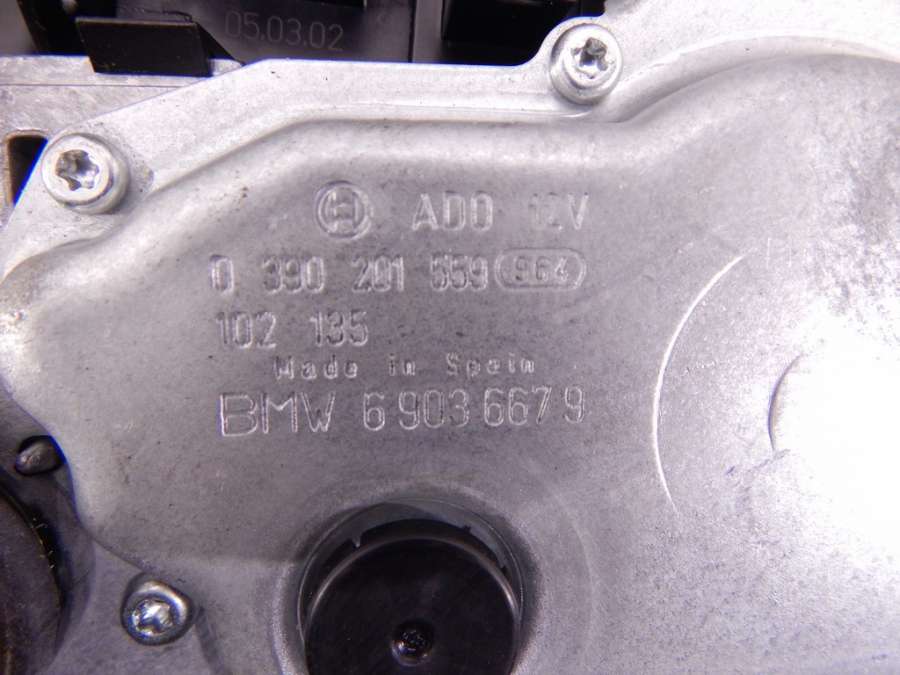 05.03.02
ADO 12V
0 390 201 559 964
102 135
Made in Spain
BMW 6 903 667 9